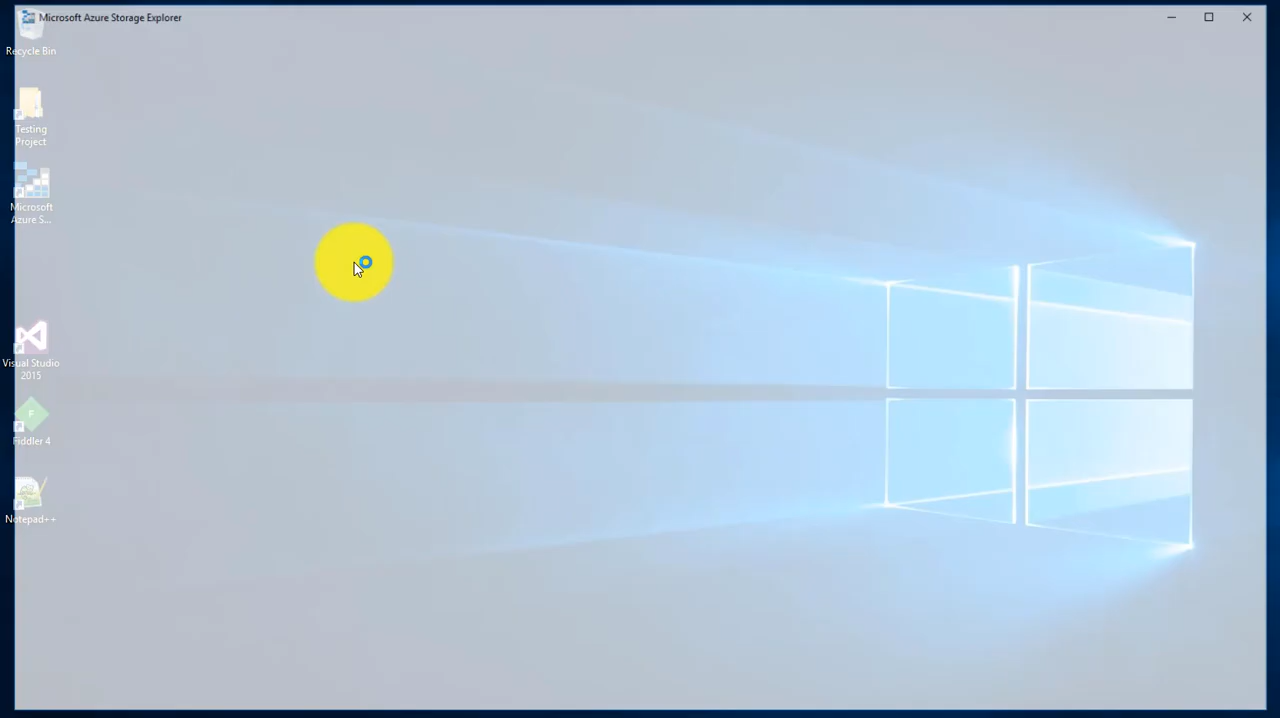 Microsoft Azure Storage Explorer
Recycle Bin
Testing
Project
Microsoft
Azure S...
Visual Studio
2015
F
Fiddler 4
Notepad++